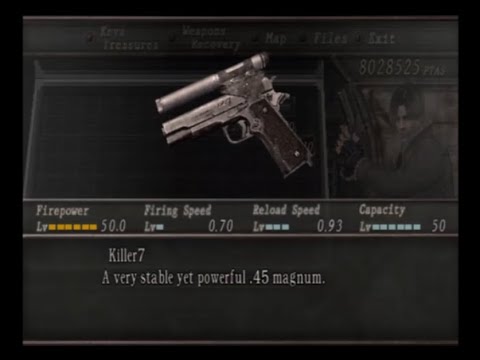 Keys Treasures
Weapons Recovery
Map
Files
Exit
8028525 PTAS
Firepower
Firing Speed
Reload Speed
Capacity
Lv 50.0
Lv 0.70
Lv 0.93
Lv 50
Killer7
A very stable yet powerful .45 magnum.